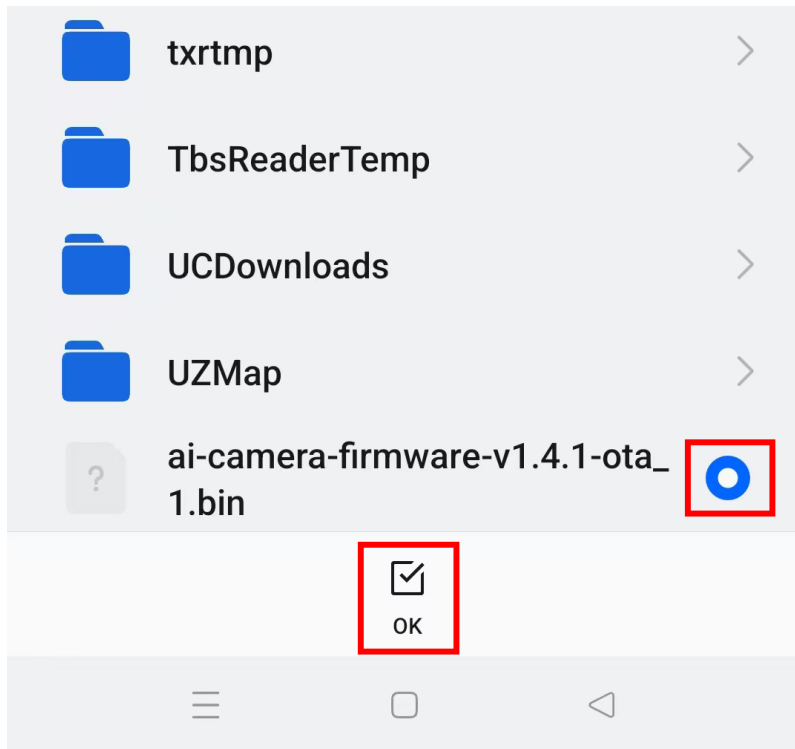 txrtmp
TbsReaderTemp
UCDownloads
UZMap
ai-camera-firmware-v1.4.1-ota_
1.bin
?
OK